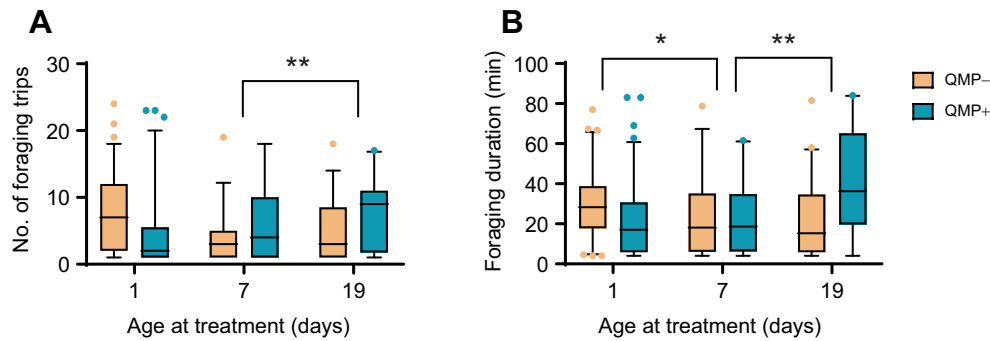 A
No. of foraging trips
30
20
10
0
**
1 7 19
Age at treatment (days)
B
Foraging duration (min)
100
80
60
40
20
0
* **
1 7 19
Age at treatment (days)
QMP−
QMP+